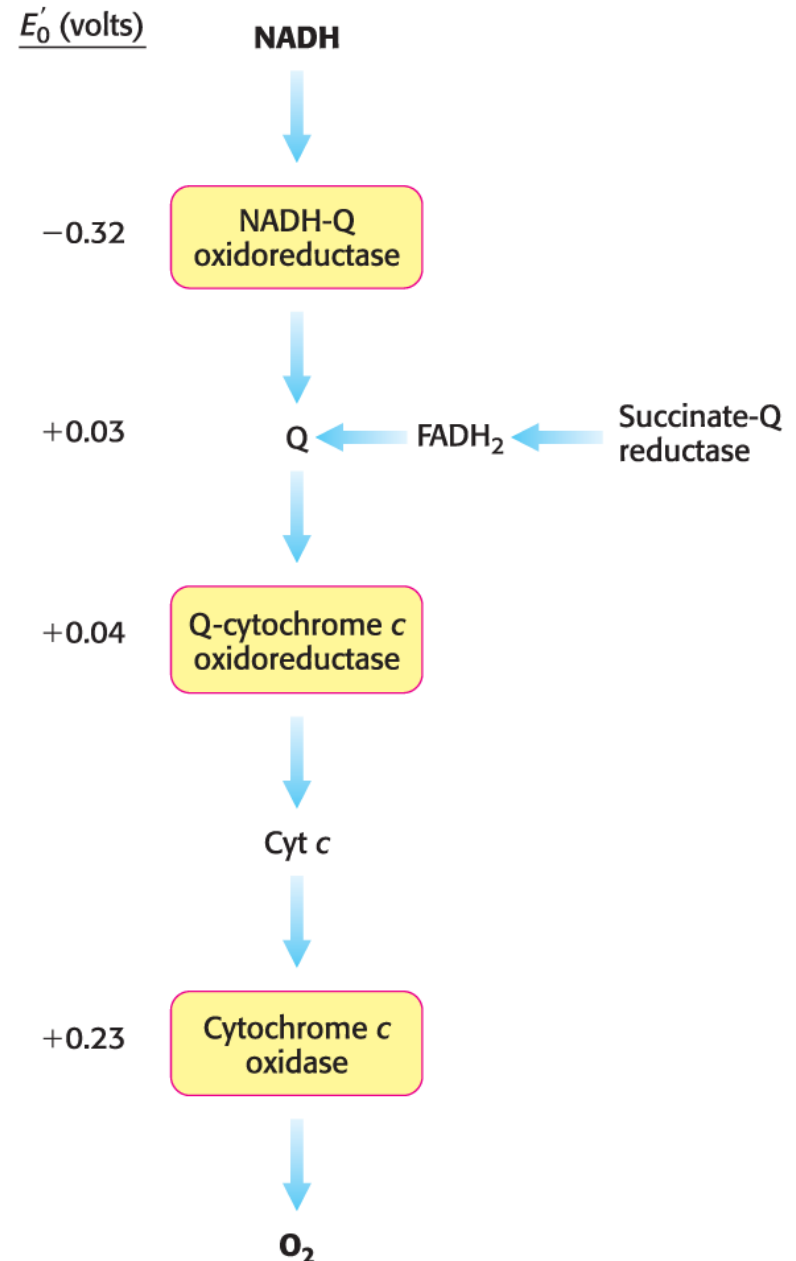 E₀′ (volts)
NADH
−0.32
NADH-Q
oxidoreductase
+0.03
Q
FADH₂
Succinate-Q
reductase
+0.04
Q-cytochrome c
oxidoreductase
Cyt c
+0.23
Cytochrome c
oxidase
O₂